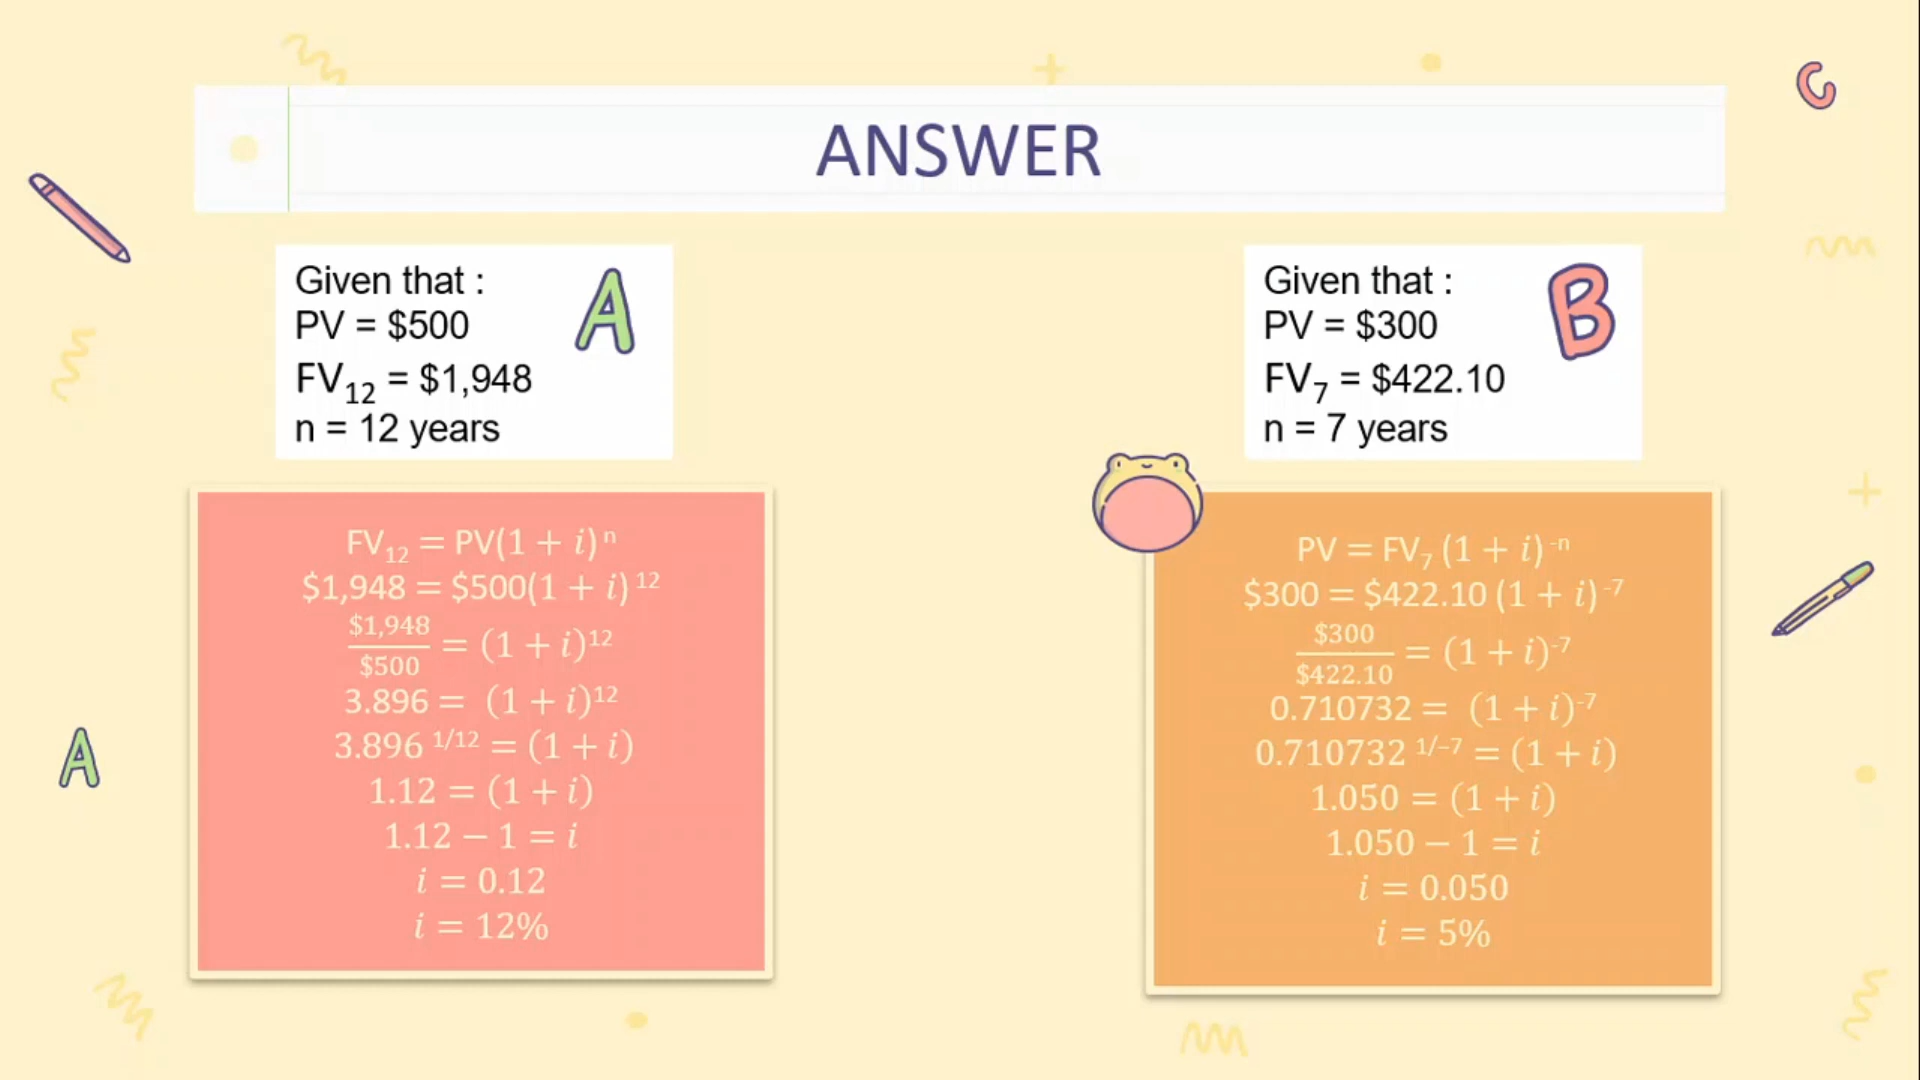 ANSWER
Given that :
PV = $500
FV₁₂ = $1,948
n = 12 years
A
FV₁₂ = PV(1 + i)ⁿ
$1,948 = $500(1 + i)¹²
$1,948/$500 = (1 + i)¹²
3.896 = (1 + i)¹²
3.896 ^1/12 = (1 + i)
1.12 = (1 + i)
1.12 − 1 = i
i = 0.12
i = 12%
Given that :
PV = $300
FV₇ = $422.10
n = 7 years
B
PV = FV₇ (1 + i)⁻ⁿ
$300 = $422.10 (1 + i)⁻⁷
$300/$422.10 = (1 + i)⁻⁷
0.710732 = (1 + i)⁻⁷
0.710732 ^1/−7 = (1 + i)
1.050 = (1 + i)
1.050 − 1 = i
i = 0.050
i = 5%
C
A